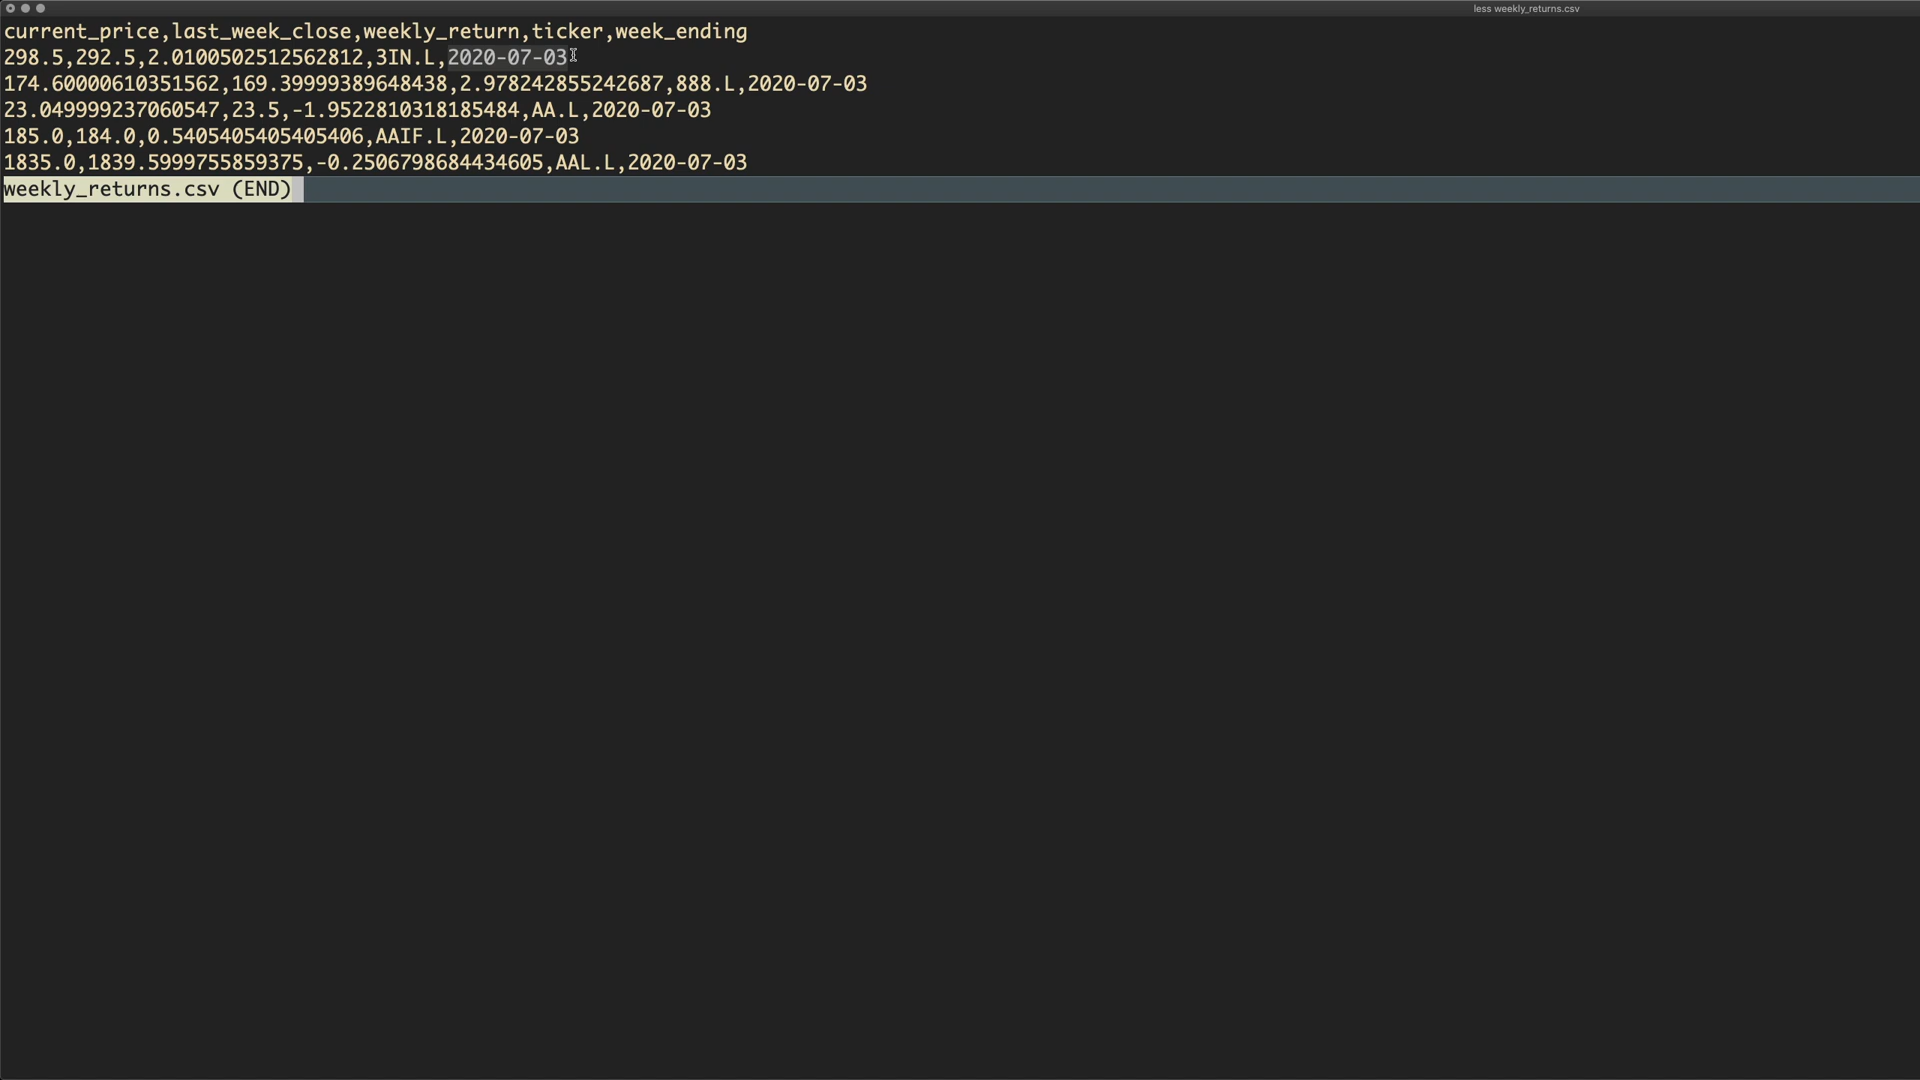 less weekly_returns.csv
current_price,last_week_close,weekly_return,ticker,week_ending
298.5,292.5,2.0100502512562812,3IN.L,2020-07-03
174.60000610351562,169.39999389648438,2.978242855242687,888.L,2020-07-03
23.049999237060547,23.5,-1.9522810318185484,AA.L,2020-07-03
185.0,184.0,0.5405405405405406,AAIF.L,2020-07-03
1835.0,1839.5999755859375,-0.2506798684434605,AAL.L,2020-07-03
weekly_returns.csv (END)